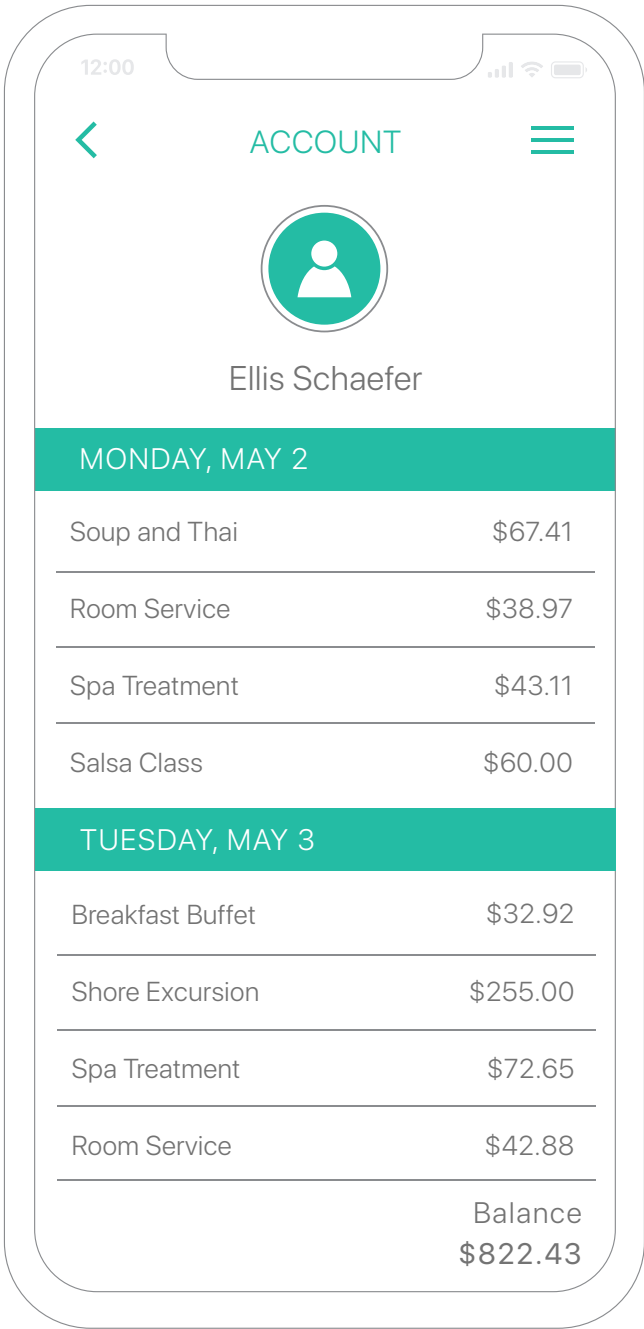 12:00
ACCOUNT
Ellis Schaefer
MONDAY, MAY 2
Soup and Thai $67.41
Room Service $38.97
Spa Treatment $43.11
Salsa Class $60.00
TUESDAY, MAY 3
Breakfast Buffet $32.92
Shore Excursion $255.00
Spa Treatment $72.65
Room Service $42.88
Balance
$822.43